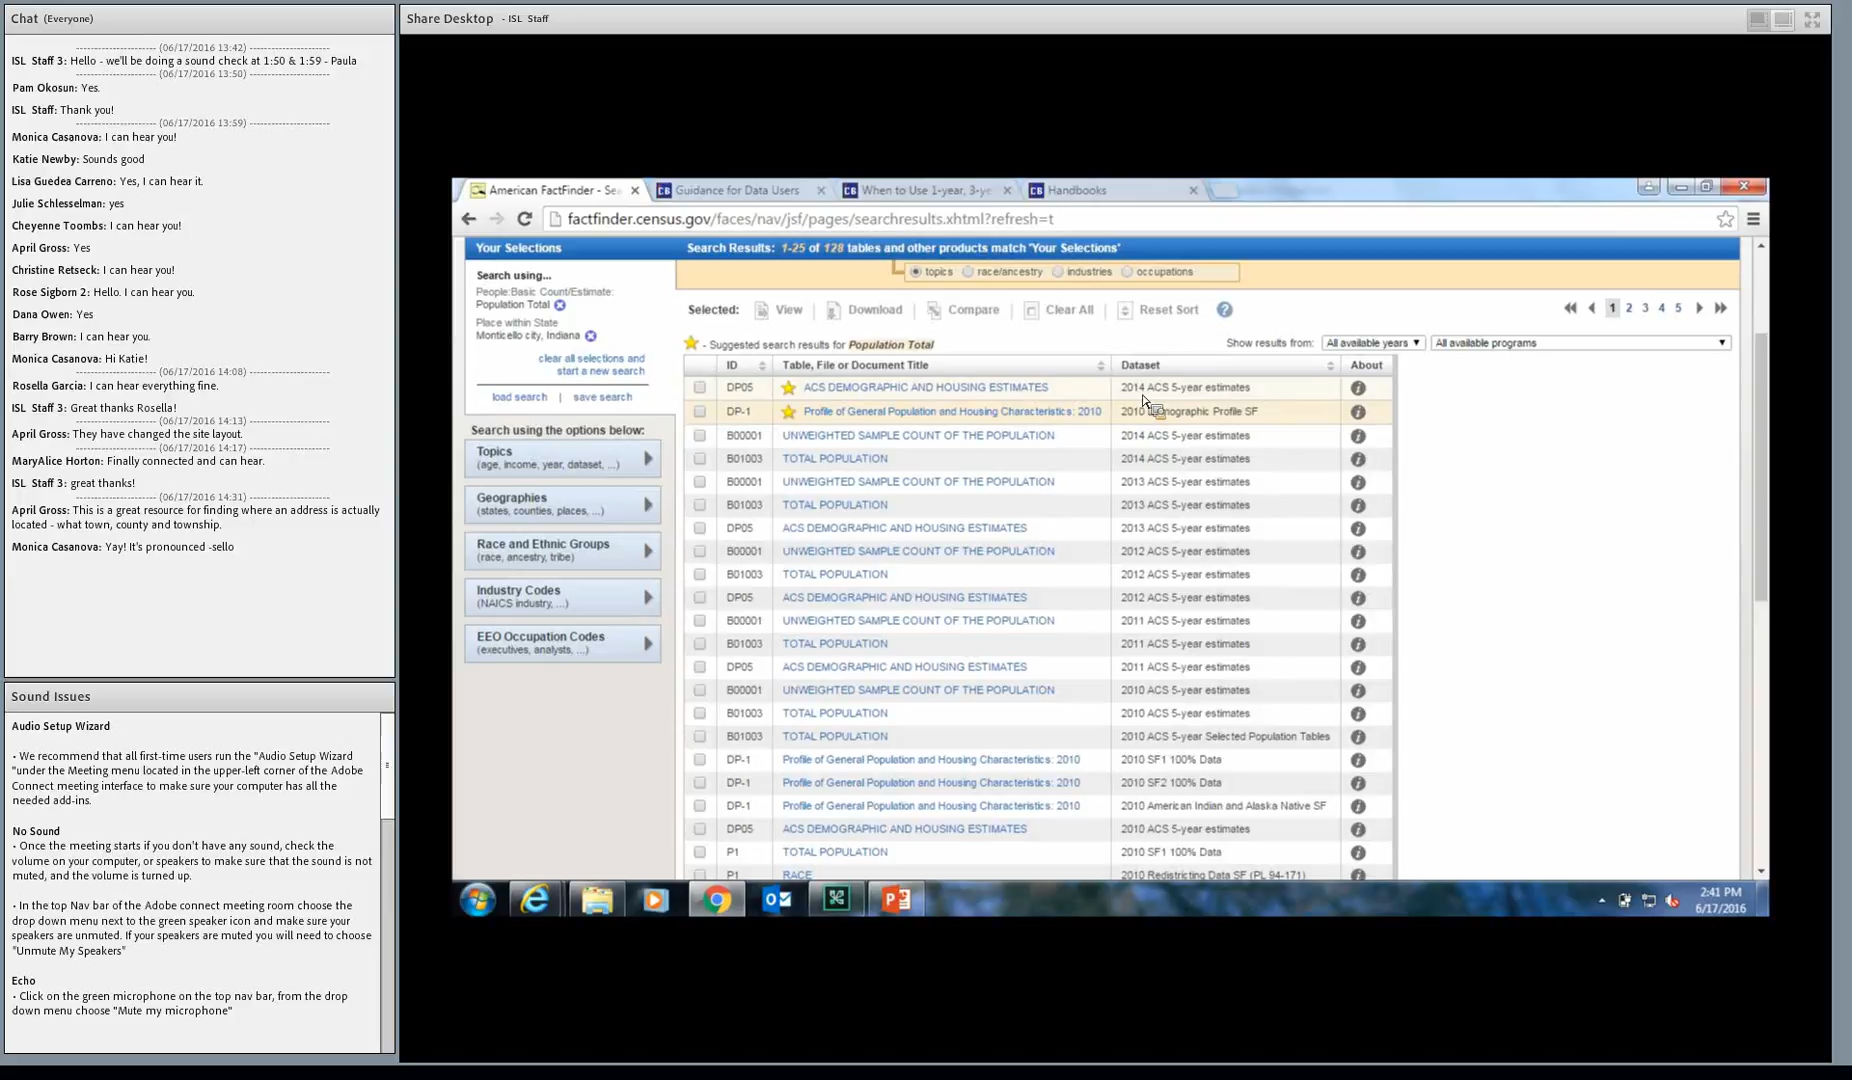 Chat (Everyone)
------------------- (06/17/2016 13:42) -------------------
ISL Staff 3: Hello - we'll be doing a sound check at 1:50 & 1:59 - Paula
------------------- (06/17/2016 13:50) -------------------
Pam Okosun: Yes.
ISL Staff: Thank you!
------------------- (06/17/2016 13:59) -------------------
Monica Casanova: I can hear you!
Katie Newby: Sounds good
Lisa Guedea Carreno: Yes, I can hear it.
Julie Schlesselman: yes
Cheyenne Toombs: I can hear you!
April Gross: Yes
Christine Retseck: I can hear you!
Rose Sigborn 2: Hello. I can hear you.
Dana Owen: Yes
Barry Brown: I can hear you.
Monica Casanova: Hi Katie!
------------------- (06/17/2016 14:08) -------------------
Rosella Garcia: I can hear everything fine.
ISL Staff 3: Great thanks Rosella!
------------------- (06/17/2016 14:13) -------------------
April Gross: They have changed the site layout.
------------------- (06/17/2016 14:17) -------------------
MaryAlice Horton: Finally connected and can hear.
ISL Staff 3: great thanks!
------------------- (06/17/2016 14:31) -------------------
April Gross: This is a great resource for finding where an address is actually
located - what town, county and township.
Monica Casanova: Yay! It's pronounced -sello
Sound Issues
Audio Setup Wizard
• We recommend that all first-time users run the "Audio Setup Wizard
"under the Meeting menu located in the upper-left corner of the Adobe
Connect meeting interface to make sure your computer has all the
needed add-ins.
No Sound
• Once the meeting starts if you don't have any sound, check the
volume on your computer, or speakers to make sure that the sound is not
muted, and the volume is turned up.
• In the top Nav bar of the Adobe connect meeting room choose the
drop down menu next to the green speaker icon and make sure your
speakers are unmuted. If your speakers are muted you will need to choose
"Unmute My Speakers"
Echo
• Click on the green microphone on the top nav bar, from the drop
down menu choose "Mute my microphone"
Share Desktop - ISL Staff
American FactFinder - Sea
Guidance for Data Users
When to Use 1-year, 3-ye
Handbooks
factfinder.census.gov/faces/nav/jsf/pages/searchresults.xhtml?refresh=t
Your Selections
Search using...
People:Basic Count/Estimate:
Population Total
Place within State
Monticello city, Indiana
clear all selections and
start a new search
load search | save search
Search using the options below:
Topics
(age, income, year, dataset, ...)
Geographies
(states, counties, places, ...)
Race and Ethnic Groups
(race, ancestry, tribe)
Industry Codes
(NAICS industry, ...)
EEO Occupation Codes
(executives, analysts, ...)
Search Results: 1-25 of 128 tables and other products match 'Your Selections'
topics race/ancestry industries occupations
Selected: View | Download | Compare | Clear All | Reset Sort ? 1 2 3 4 5
- Suggested search results for Population Total Show results from: All available years All available programs
ID Table, File or Document Title Dataset About
DP05 ACS DEMOGRAPHIC AND HOUSING ESTIMATES 2014 ACS 5-year estimates
DP-1 Profile of General Population and Housing Characteristics: 2010 2010 Profile SF
B00001 UNWEIGHTED SAMPLE COUNT OF THE POPULATION 2014 ACS 5-year estimates
B01003 TOTAL POPULATION 2014 ACS 5-year estimates
B00001 UNWEIGHTED SAMPLE COUNT OF THE POPULATION 2013 ACS 5-year estimates
B01003 TOTAL POPULATION 2013 ACS 5-year estimates
DP05 ACS DEMOGRAPHIC AND HOUSING ESTIMATES 2013 ACS 5-year estimates
B00001 UNWEIGHTED SAMPLE COUNT OF THE POPULATION 2012 ACS 5-year estimates
B01003 TOTAL POPULATION 2012 ACS 5-year estimates
DP05 ACS DEMOGRAPHIC AND HOUSING ESTIMATES 2012 ACS 5-year estimates
B00001 UNWEIGHTED SAMPLE COUNT OF THE POPULATION 2011 ACS 5-year estimates
B01003 TOTAL POPULATION 2011 ACS 5-year estimates
DP05 ACS DEMOGRAPHIC AND HOUSING ESTIMATES 2011 ACS 5-year estimates
B00001 UNWEIGHTED SAMPLE COUNT OF THE POPULATION 2010 ACS 5-year estimates
B01003 TOTAL POPULATION 2010 ACS 5-year estimates
B01003 TOTAL POPULATION 2010 ACS 5-year Selected Population Tables
DP-1 Profile of General Population and Housing Characteristics: 2010 2010 SF1 100% Data
DP-1 Profile of General Population and Housing Characteristics: 2010 2010 SF2 100% Data
DP-1 Profile of General Population and Housing Characteristics: 2010 2010 American Indian and Alaska Native SF
DP05 ACS DEMOGRAPHIC AND HOUSING ESTIMATES 2010 ACS 5-year estimates
P1 TOTAL POPULATION 2010 SF1 100% Data
P1 RACE 2010 Redistricting Data SF (PL 94-171)
2:41 PM
6/17/2016